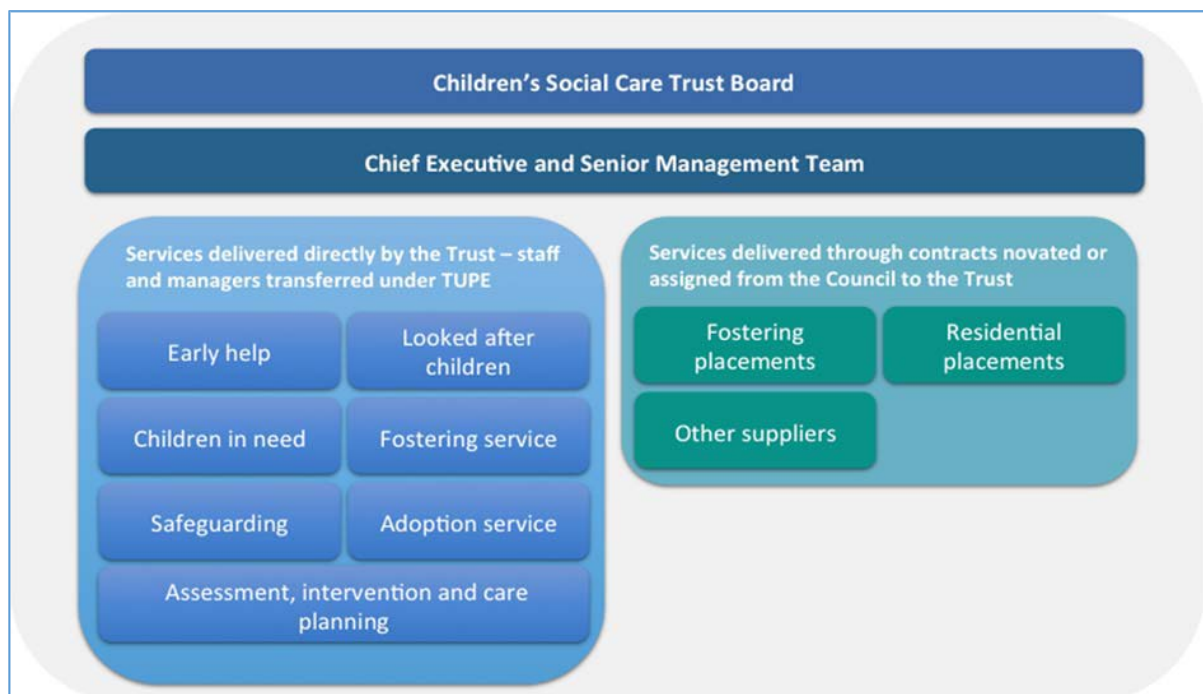 Children’s Social Care Trust Board
Chief Executive and Senior Management Team
Services delivered directly by the Trust – staff
and managers transferred under TUPE
Early help
Looked after
children
Children in need
Fostering service
Safeguarding
Adoption service
Assessment, intervention and care
planning
Services delivered through contracts novated or
assigned from the Council to the Trust
Fostering
placements
Residential
placements
Other suppliers